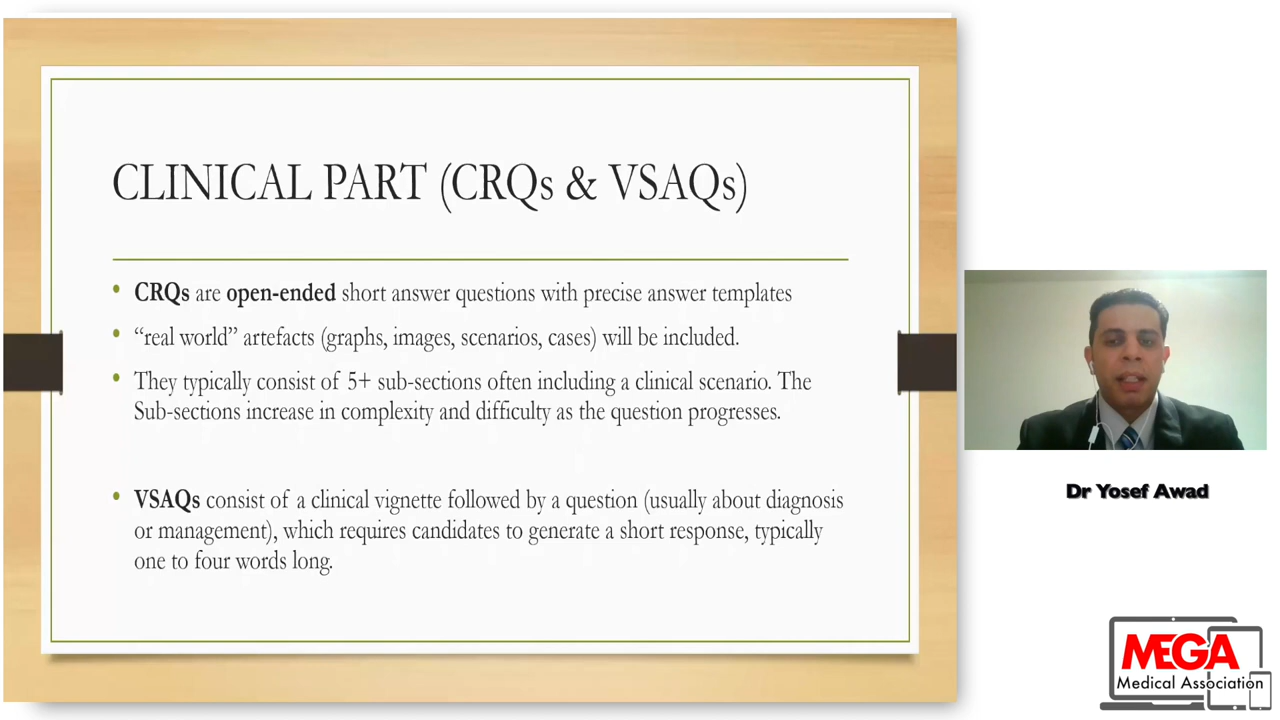 CLINICAL PART (CRQs & VSAQs)
• CRQs are open-ended short answer questions with precise answer templates
• “real world” artefacts (graphs, images, scenarios, cases) will be included.
• They typically consist of 5+ sub-sections often including a clinical scenario. The
Sub-sections increase in complexity and difficulty as the question progresses.
• VSAQs consist of a clinical vignette followed by a question (usually about diagnosis
or management), which requires candidates to generate a short response, typically
one to four words long.
Dr Yosef Awad
MEGA
Medical Association